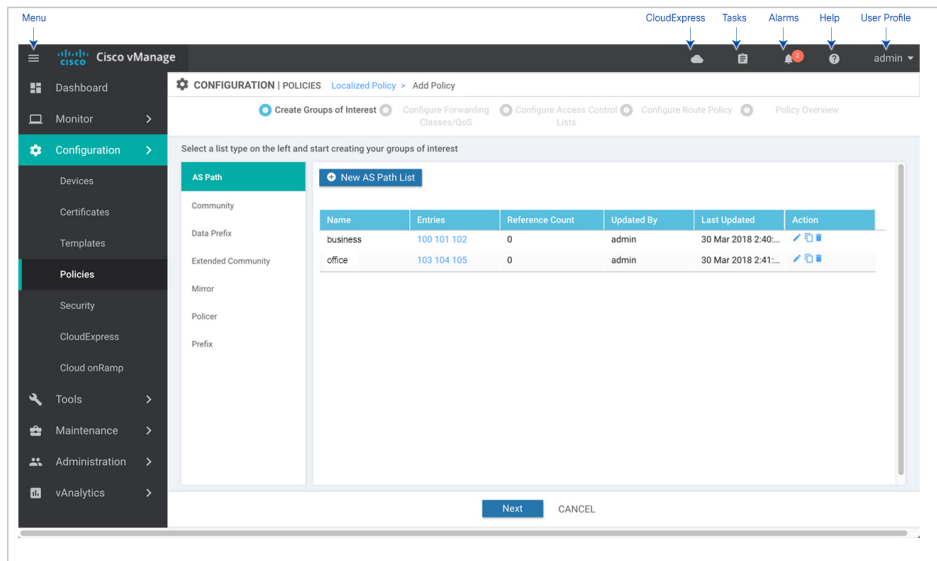 Menu CloudExpress Tasks Alarms Help User Profile
cisco Cisco vManage 2 admin
Dashboard
Monitor
Configuration
Devices
Certificates
Templates
Policies
Security
CloudExpress
Cloud onRamp
Tools
Maintenance
Administration
vAnalytics
CONFIGURATION | POLICIES Localized Policy > Add Policy
Create Groups of Interest
Configure Forwarding
Classes/QoS
Configure Access Control
Lists
Configure Route Policy
Policy Overview
Select a list type on the left and start creating your groups of interest
AS Path
Community
Data Prefix
Extended Community
Mirror
Policer
Prefix
New AS Path List
Name Entries Reference Count Updated By Last Updated Action
business 100 101 102 0 admin 30 Mar 2018 2:40:...
office 103 104 105 0 admin 30 Mar 2018 2:41:...
Next CANCEL